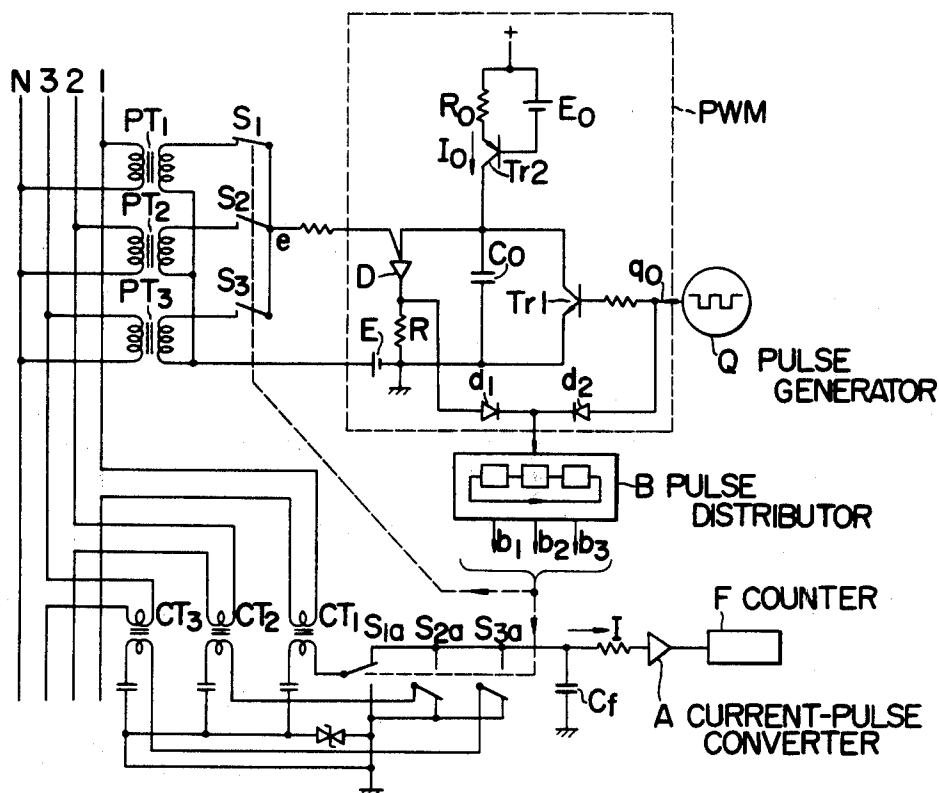 N 3 2 1
PT1
S1
PT2
S2
PT3
S3
e
+
R0
E0
I0
Tr2
PWM
D
C0
Tr1
q0
R
E
d1
d2
Q PULSE
GENERATOR
B PULSE
DISTRIBUTOR
b1 b2 b3
CT3 CT2 CT1
S1a S2a S3a
I
F COUNTER
Cf
A CURRENT-PULSE
CONVERTER